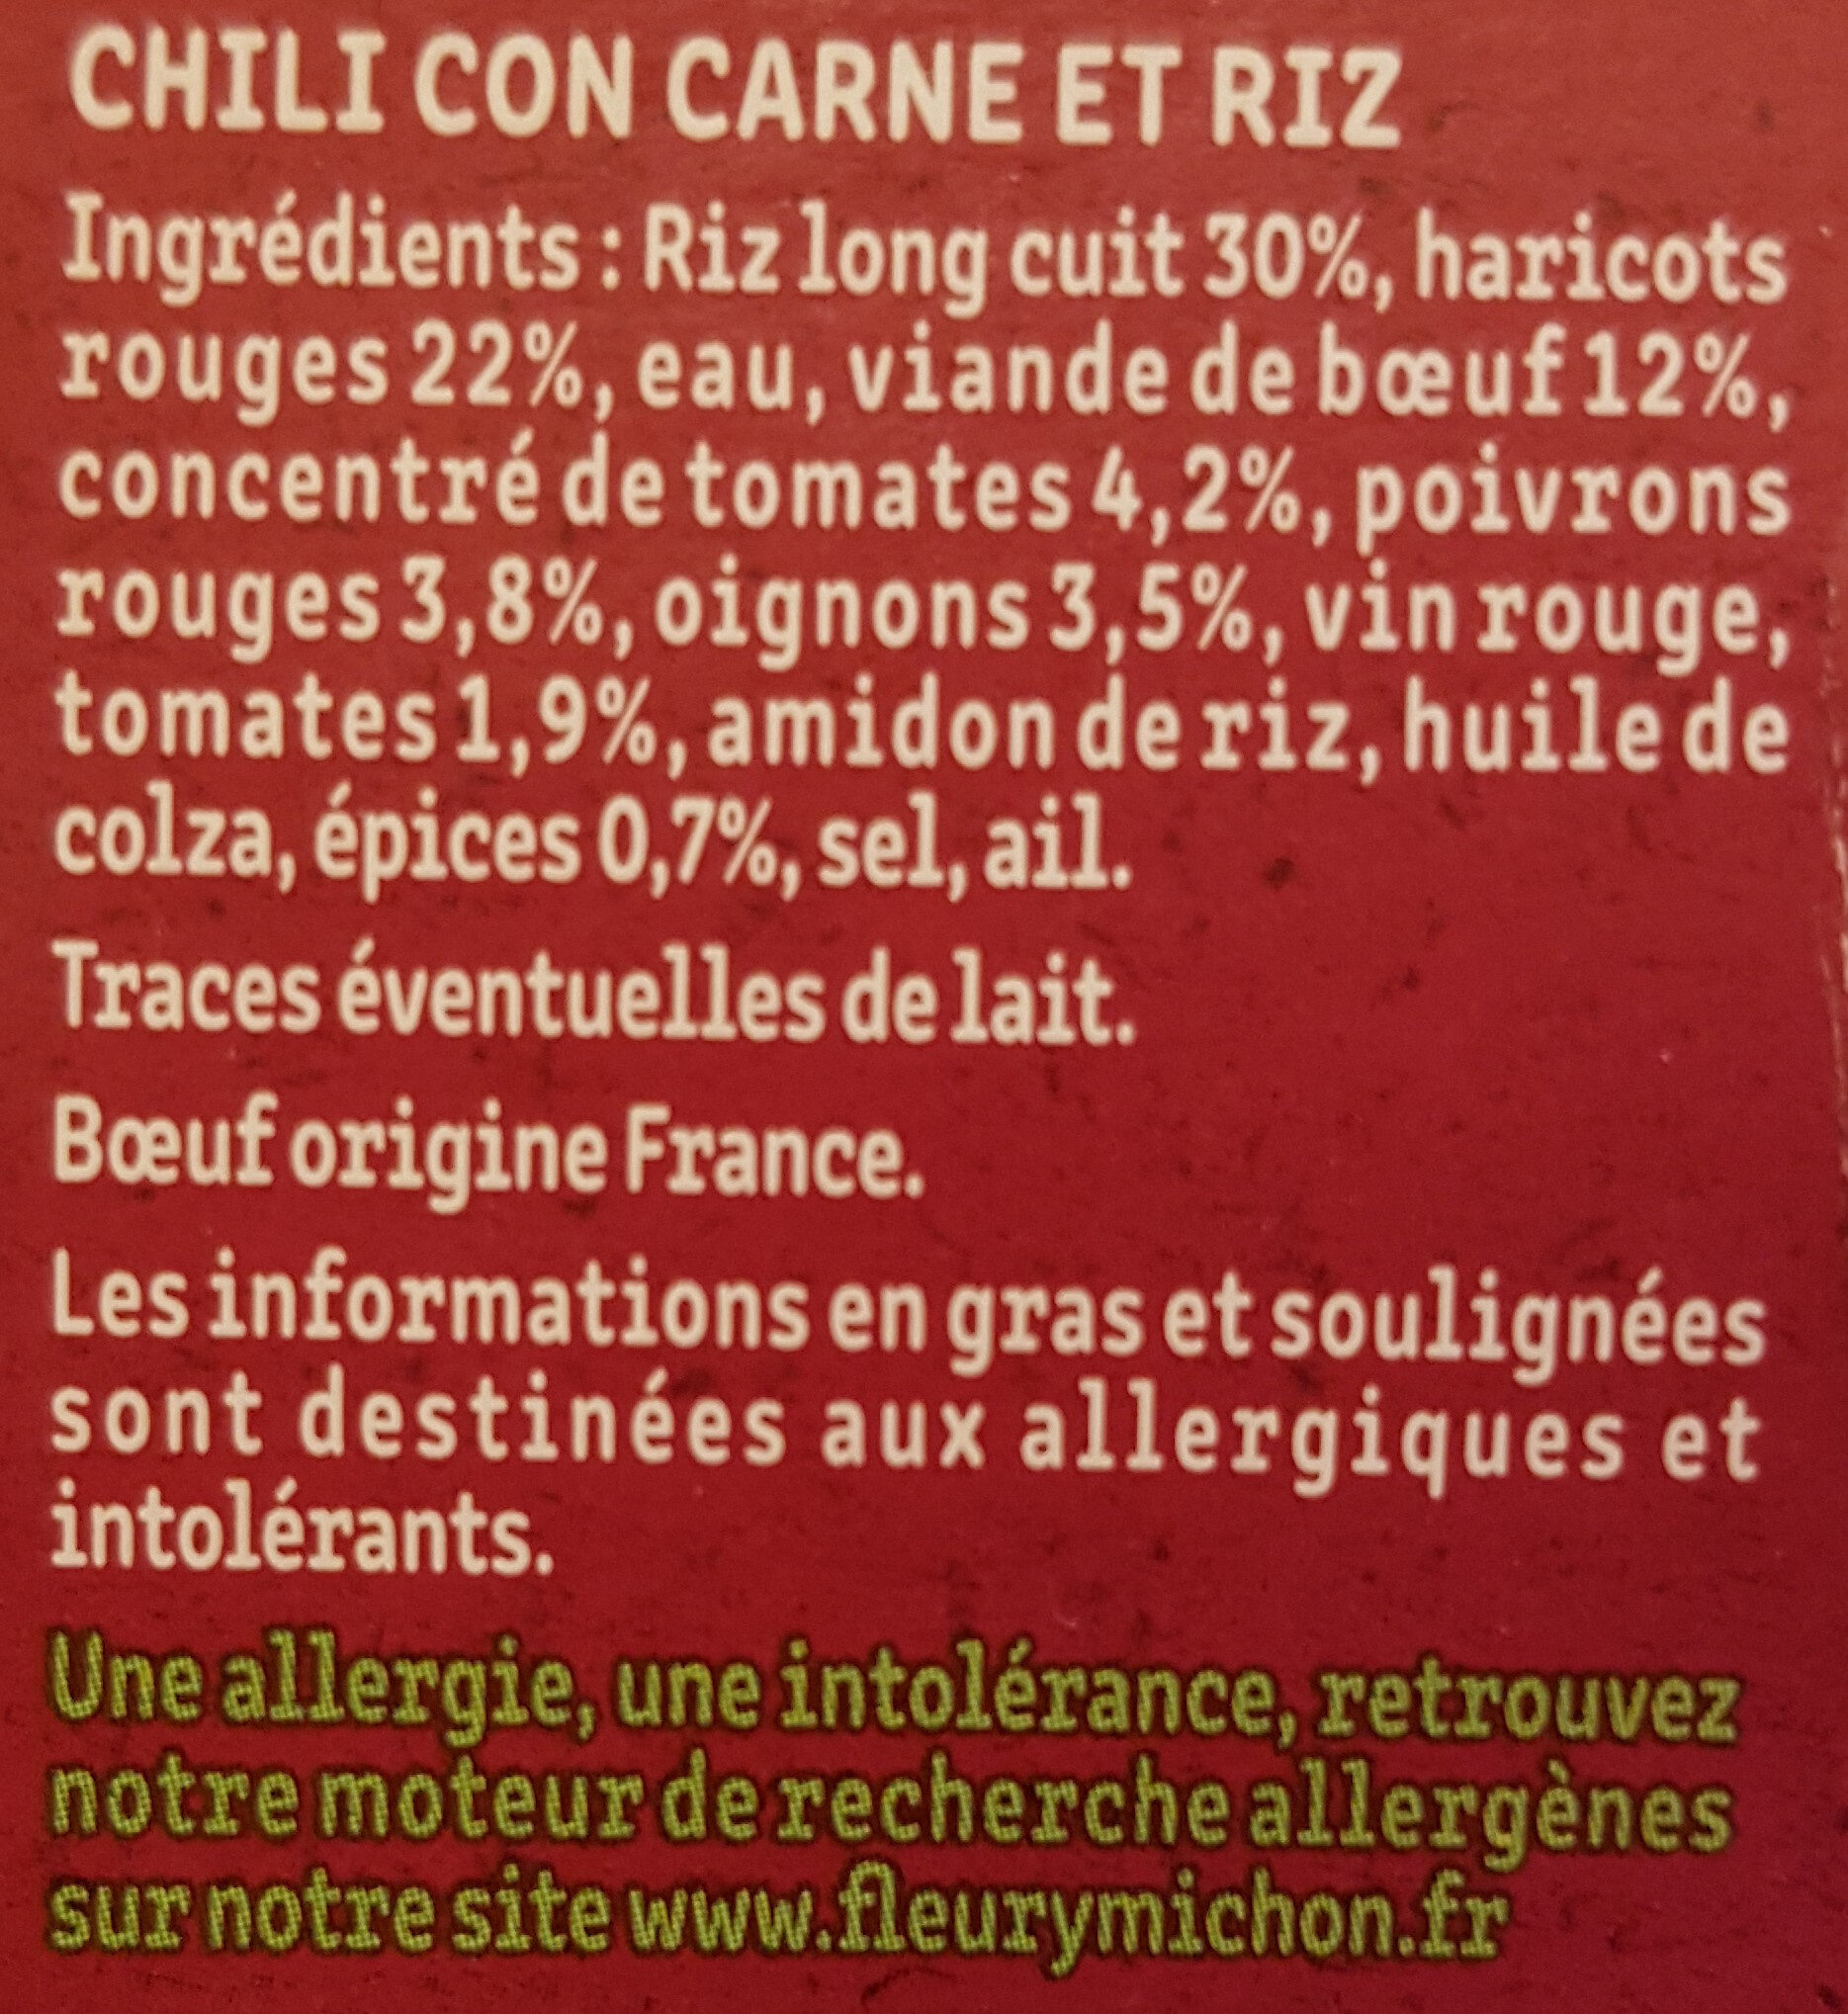 CHILI CON CARNE ET RIZ
Ingrédients : Riz long cuit 30%, haricots
rouges 22%, eau, viande de bœuf 12%,
concentré de tomates 4,2%, poivrons
rouges 3,8%, oignons 3,5%, vin rouge,
tomates 1,9%, amidon de riz, huile de
colza, épices 0,7%, sel, ail.
Traces éventuelles de lait.
Bœuf origine France.
Les informations en gras et soulignées
sont destinées aux allergiques et
intolérants.
Une allergie, une intolérance, retrouvez
notre moteur de recherche allergènes
sur notre site www.fleurymichon.fr